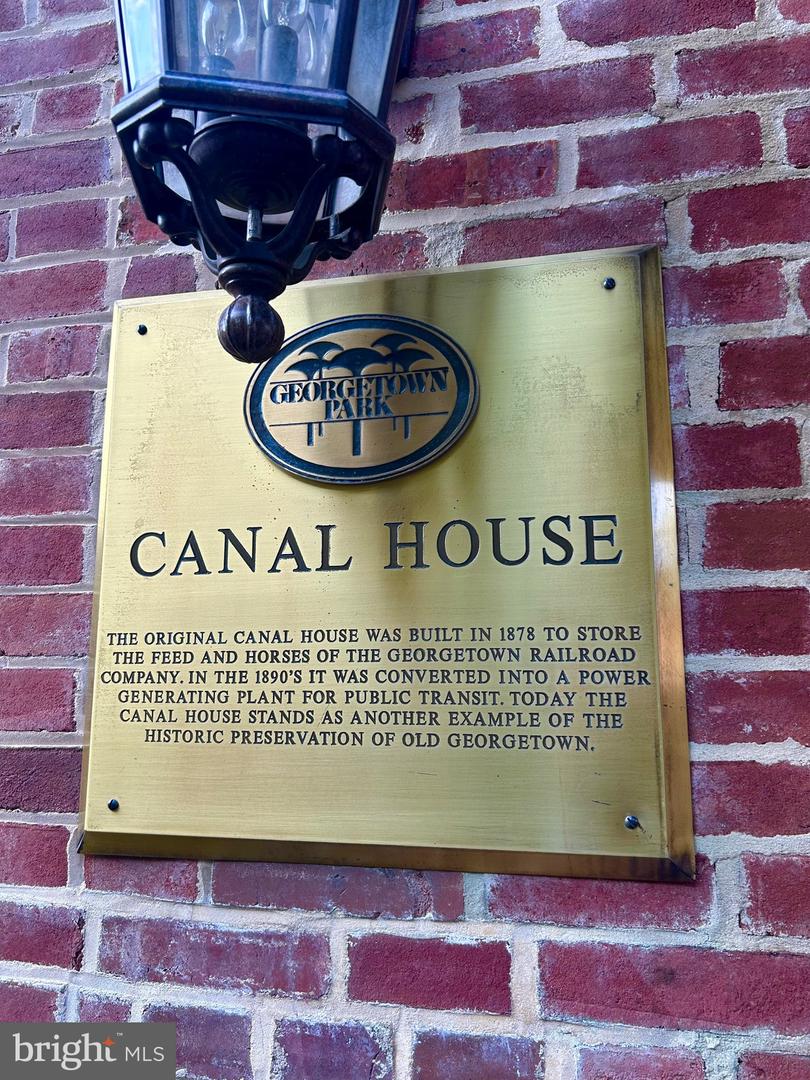 GEORGETOWN
PARK
CANAL HOUSE
THE ORIGINAL CANAL HOUSE WAS BUILT IN 1878 TO STORE
THE FEED AND HORSES OF THE GEORGETOWN RAILROAD
COMPANY. IN THE 1890'S IT WAS CONVERTED INTO A POWER
GENERATING PLANT FOR PUBLIC TRANSIT. TODAY THE
CANAL HOUSE STANDS AS ANOTHER EXAMPLE OF THE
HISTORIC PRESERVATION OF OLD GEORGETOWN.
bright™ MLS